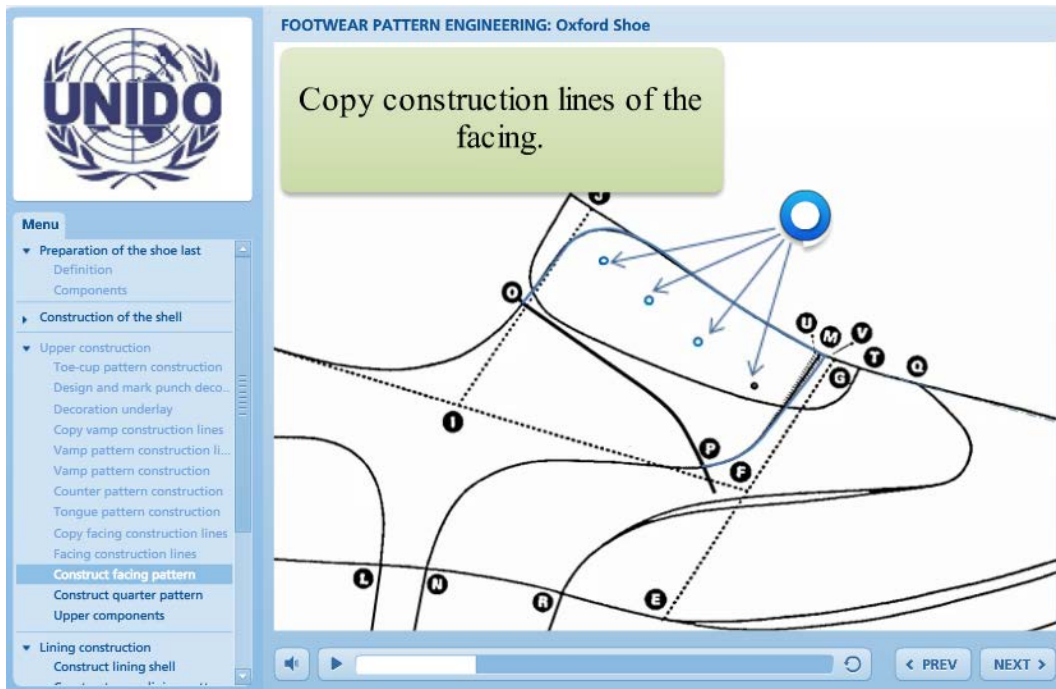 FOOTWEAR PATTERN ENGINEERING: Oxford Shoe
UNIDO
Copy construction lines of the
facing.
Menu
Preparation of the shoe last
Definition
Components
Construction of the shell
Upper construction
Toe-cup pattern construction
Design and mark punch deco...
Decoration underlay
Copy vamp construction lines
Vamp pattern construction li...
Vamp pattern construction
Counter pattern construction
Tongue pattern construction
Copy facing construction lines
Facing construction lines
Construct facing pattern
Construct quarter pattern
Upper components
Lining construction
Construct lining shell
J
O
U
M
V
T
G
Q
I
P
F
L
N
R
E
< PREV
NEXT >